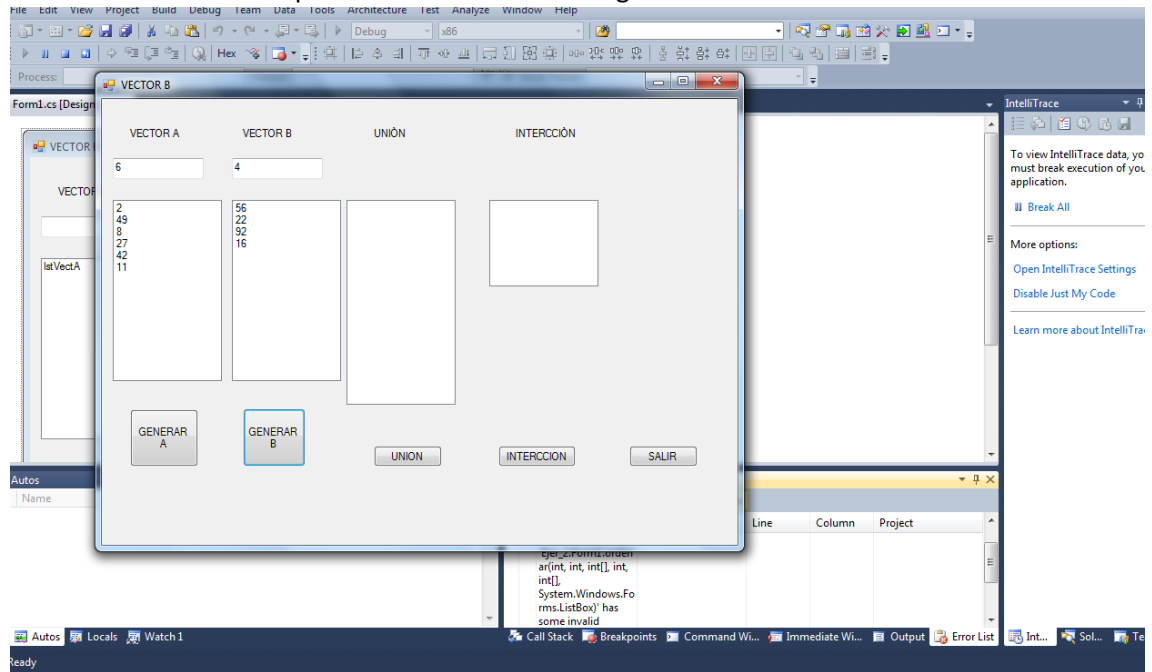 File Edit View Project Build Debug Team Data Tools Architecture Test Analyze Window Help
Debug x86
Hex
Process:
Form1.cs [Design
VECTOR
VECTOR
lstVectA
VECTOR B
VECTOR A VECTOR B UNIÒN INTERCCIÒN
6 4
2
49
8
27
42
11
56
22
92
16
GENERAR
A
GENERAR
B
UNION INTERCCION SALIR
IntelliTrace
To view IntelliTrace data, yo
must break execution of you
application.
Break All
More options:
Open IntelliTrace Settings
Disable Just My Code
Learn more about IntelliTra
Autos
Name
Line Column Project
Ejer_2.Form1.orden
ar(int, int, int[], int,
int[],
System.Windows.Fo
rms.ListBox)' has
some invalid
Autos Locals Watch 1
Call Stack Breakpoints Command Wi... Immediate Wi... Output Error List
Int... Sol... Te
Ready